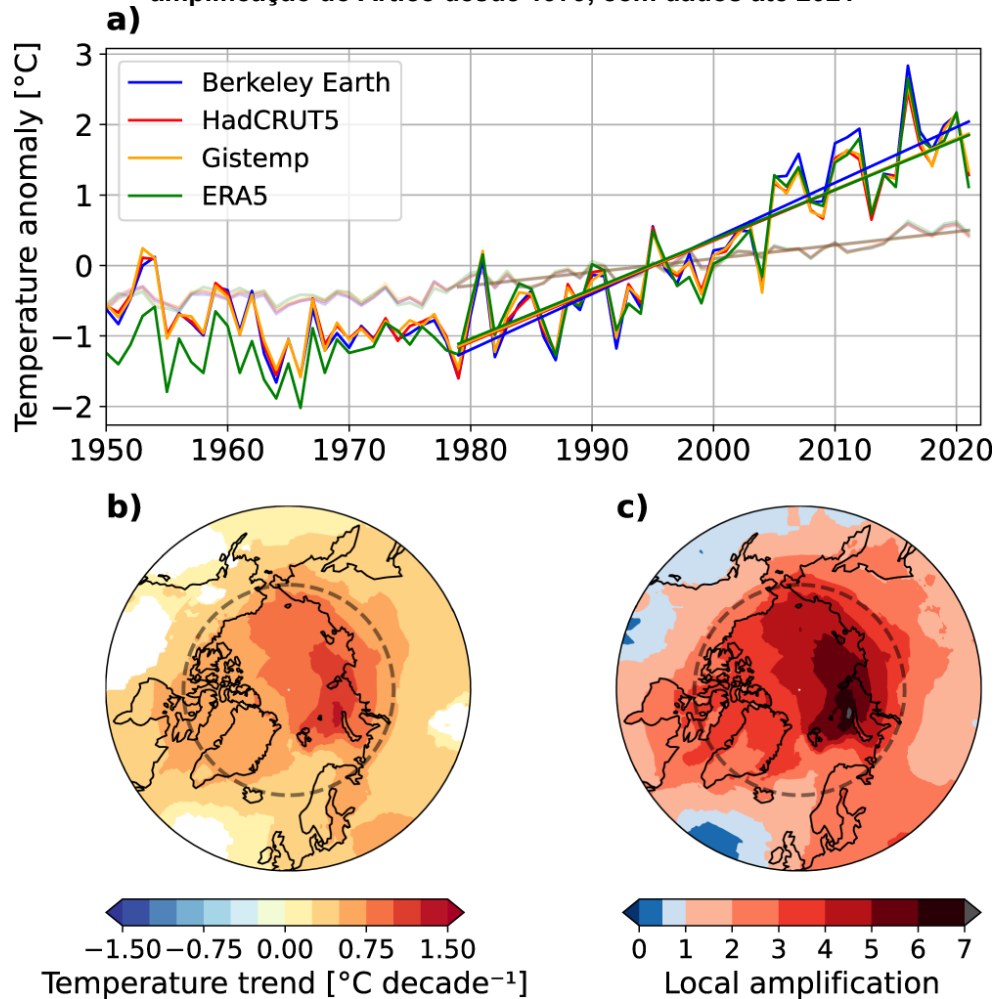 a)
Temperature anomaly [°C]
3
2
1
0
−1
−2
Berkeley Earth
HadCRUT5
Gistemp
ERA5
1950 1960 1970 1980 1990 2000 2010 2020
b) c)
−1.50 −0.75 0.00 0.75 1.50
Temperature trend [°C decade⁻¹]
0 1 2 3 4 5 6 7
Local amplification